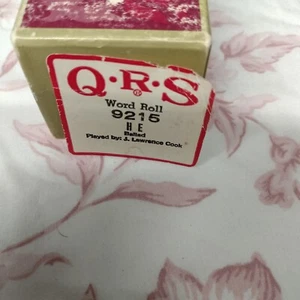 Q·R·S
®
Word Roll
9215
HE
Ballad
Played by: J. Lawrence Cook